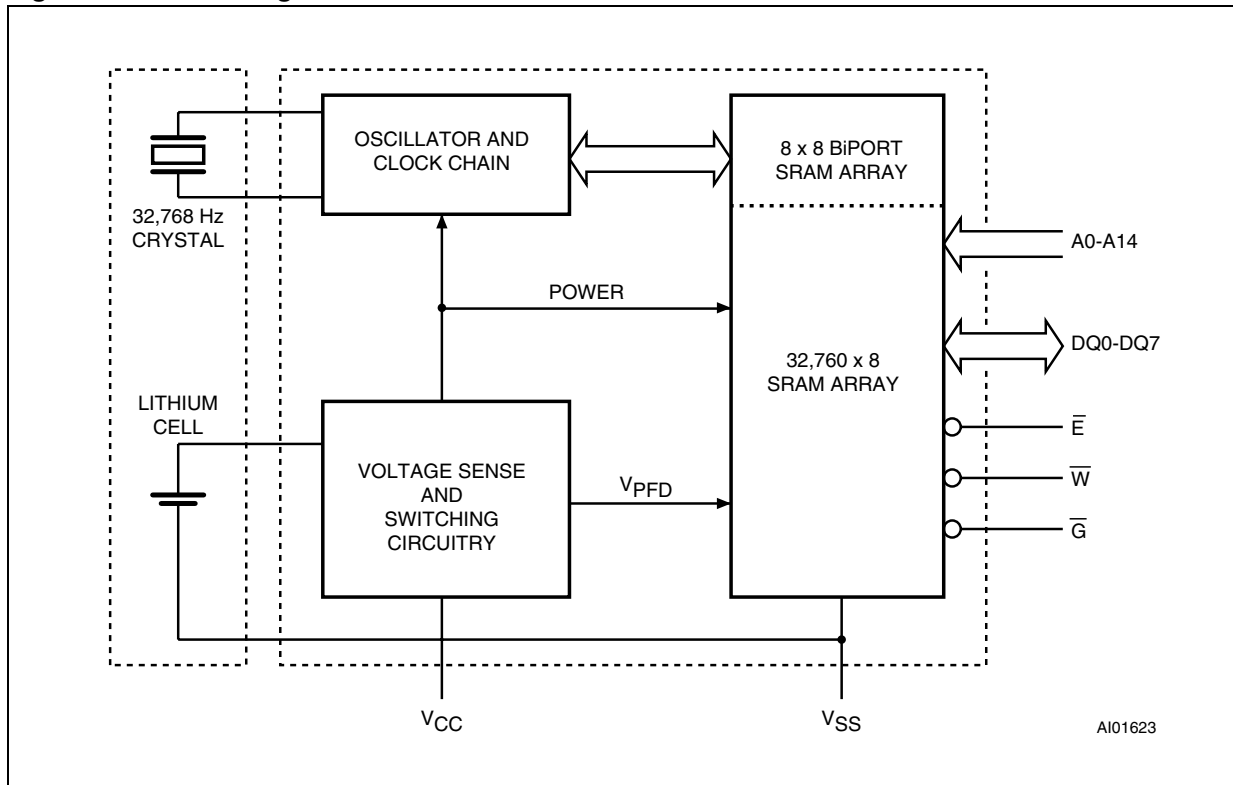 OSCILLATOR AND
CLOCK CHAIN
8 x 8 BiPORT
SRAM ARRAY
32,768 Hz
CRYSTAL
A0-A14
POWER
DQ0-DQ7
32,760 x 8
SRAM ARRAY
LITHIUM
CELL
E̅
VOLTAGE SENSE
AND
SWITCHING
CIRCUITRY
VPFD
W̅
G̅
VCC
VSS
AI01623